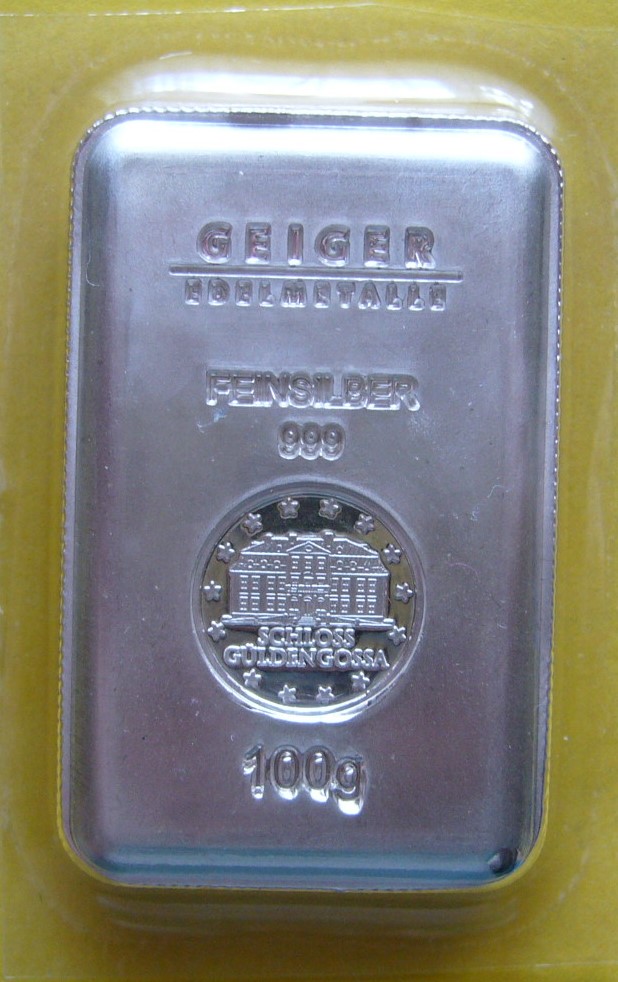 GEIGER
EDELMETALLE
FEINSILBER
999
SCHLOSS
GÜLDENGOSSA
100g